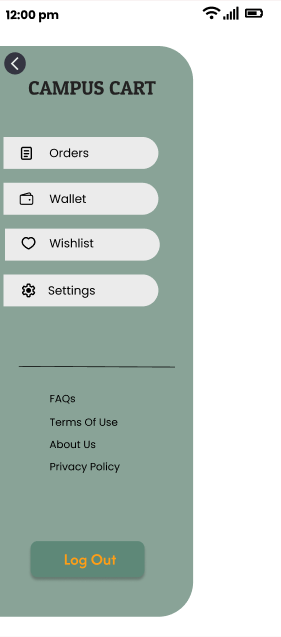 12:00 pm
CAMPUS CART
Orders
Wallet
Wishlist
Settings
FAQs
Terms Of Use
About Us
Privacy Policy
Log Out